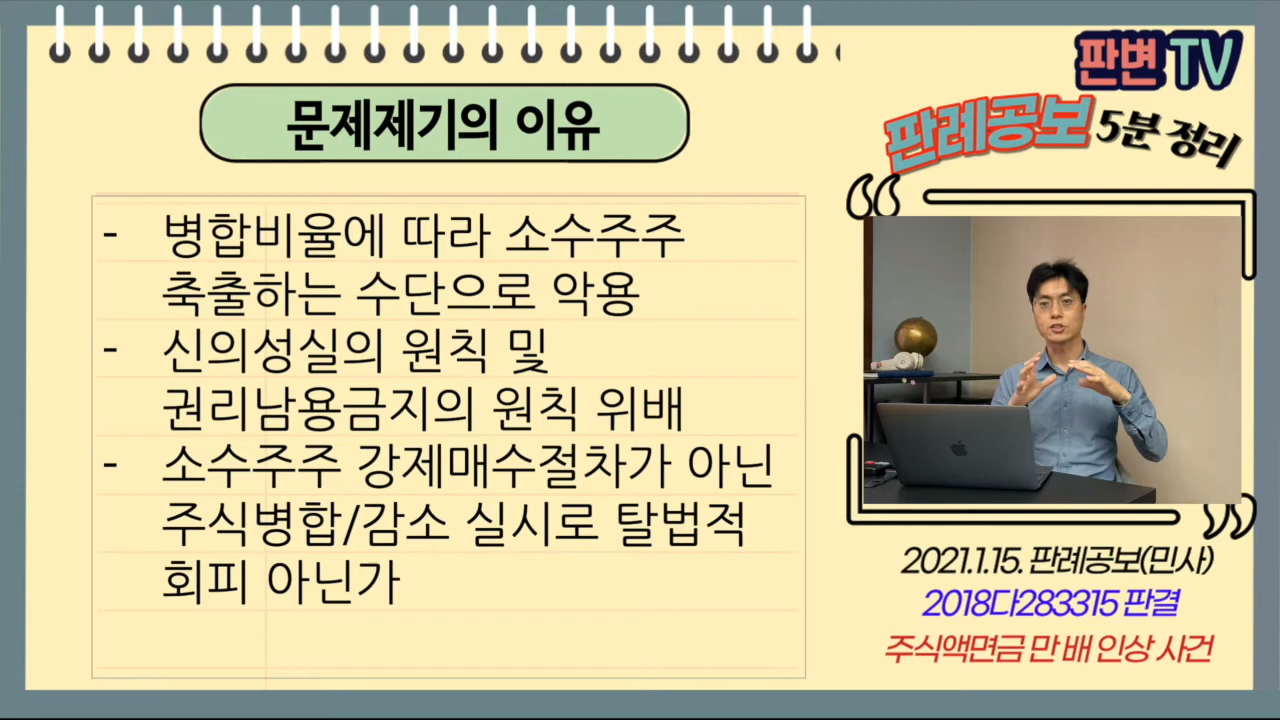 판변 TV
판례공보 5분 정리
문제제기의 이유
- 병합비율에 따라 소수주주
축출하는 수단으로 악용
- 신의성실의 원칙 및
권리남용금지의 원칙 위배
- 소수주주 강제매수절차가 아닌
주식병합/감소 실시로 탈법적
회피 아닌가
2021.1.15. 판례공보(민사)
2018다283315 판결
주식액면금 만 배 인상 사건